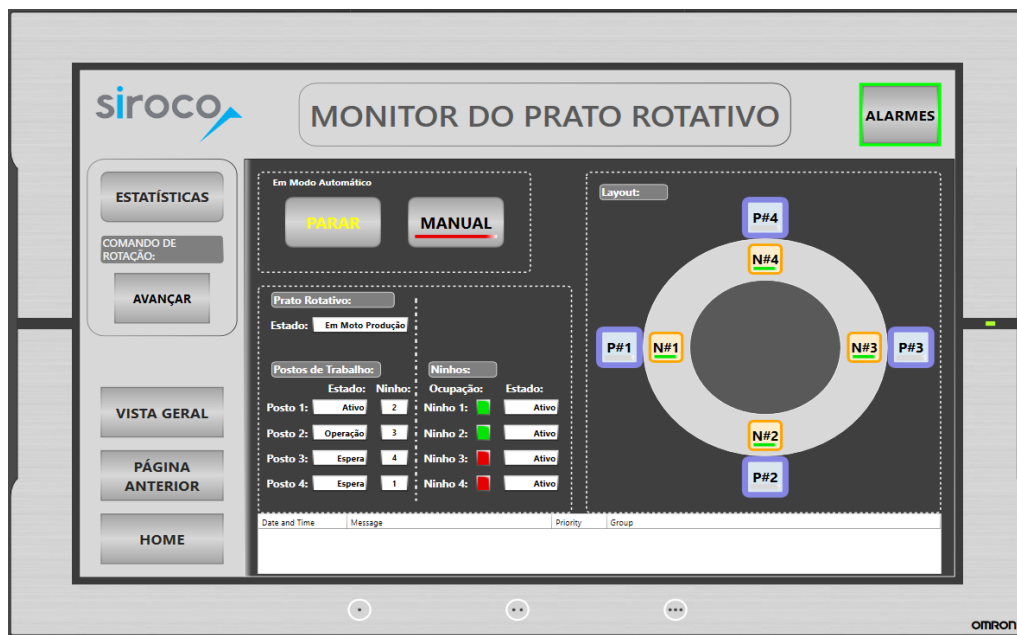 siroco
MONITOR DO PRATO ROTATIVO
ALARMES
ESTATÍSTICAS
COMANDO DE
ROTAÇÃO:
AVANÇAR
VISTA GERAL
PÁGINA
ANTERIOR
HOME
Em Modo Automático
PARAR
MANUAL
Prato Rotativo:
Estado: Em Moto Produção
Postos de Trabalho:
Estado: Ninho:
Posto 1: Ativo 2
Posto 2: Operação 3
Posto 3: Espera 4
Posto 4: Espera 1
Ninhos:
Ocupação: Estado:
Ninho 1: Ativo
Ninho 2: Ativo
Ninho 3: Ativo
Ninho 4: Ativo
Layout:
P#4
N#4
P#1 N#1 N#3 P#3
N#2
P#2
Date and Time Message Priority Group
OMRON